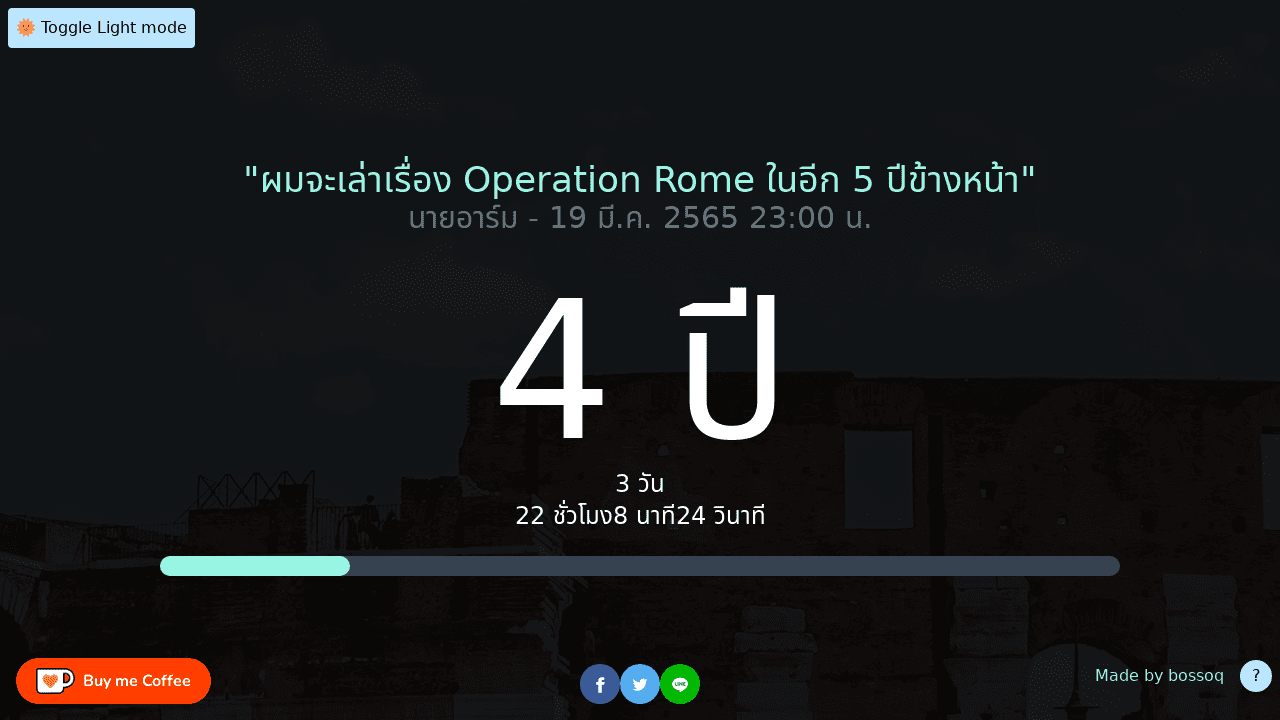 🌞 Toggle Light mode
"ผมจะเล่าเรื่อง Operation Rome ในอีก 5 ปีข้างหน้า"
นายอาร์ม - 19 มี.ค. 2565 23:00 น.
4 ปี
3 วัน
22 ชั่วโมง8 นาที24 วินาที
Buy me Coffee
LINE
Made by bossoq
?